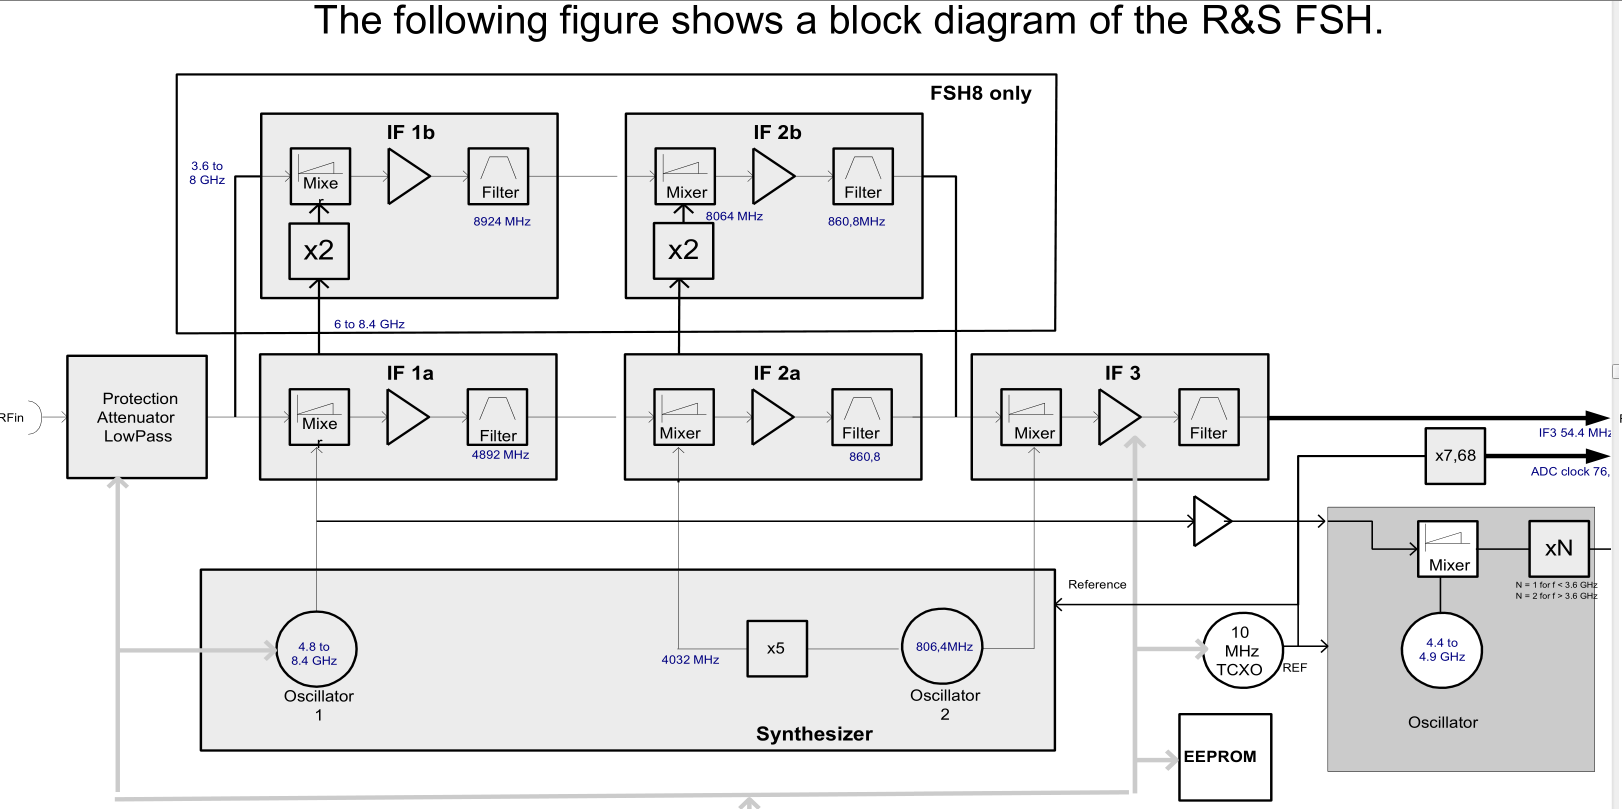 The following figure shows a block diagram of the R&S FSH.
FSH8 only
IF 1b
IF 2b
3.6 to
8 GHz
Mixe
r
Filter
Mixer
Filter
8924 MHz
8064 MHz
860,8MHz
x2
x2
6 to 8.4 GHz
IF 1a
IF 2a
IF 3
RFin
Protection
Attenuator
LowPass
Mixe
r
Filter
4892 MHz
Mixer
Filter
860,8
Mixer
Filter
IF3 54.4 MHz
x7,68
ADC clock 76,
Mixer
xN
N = 1 for f < 3.6 GHz
N = 2 for f > 3.6 GHz
Reference
4.8 to
8.4 GHz
Oscillator
1
4032 MHz
x5
806,4MHz
Oscillator
2
10
MHz
TCXO
REF
4.4 to
4.9 GHz
Oscillator
Synthesizer
EEPROM